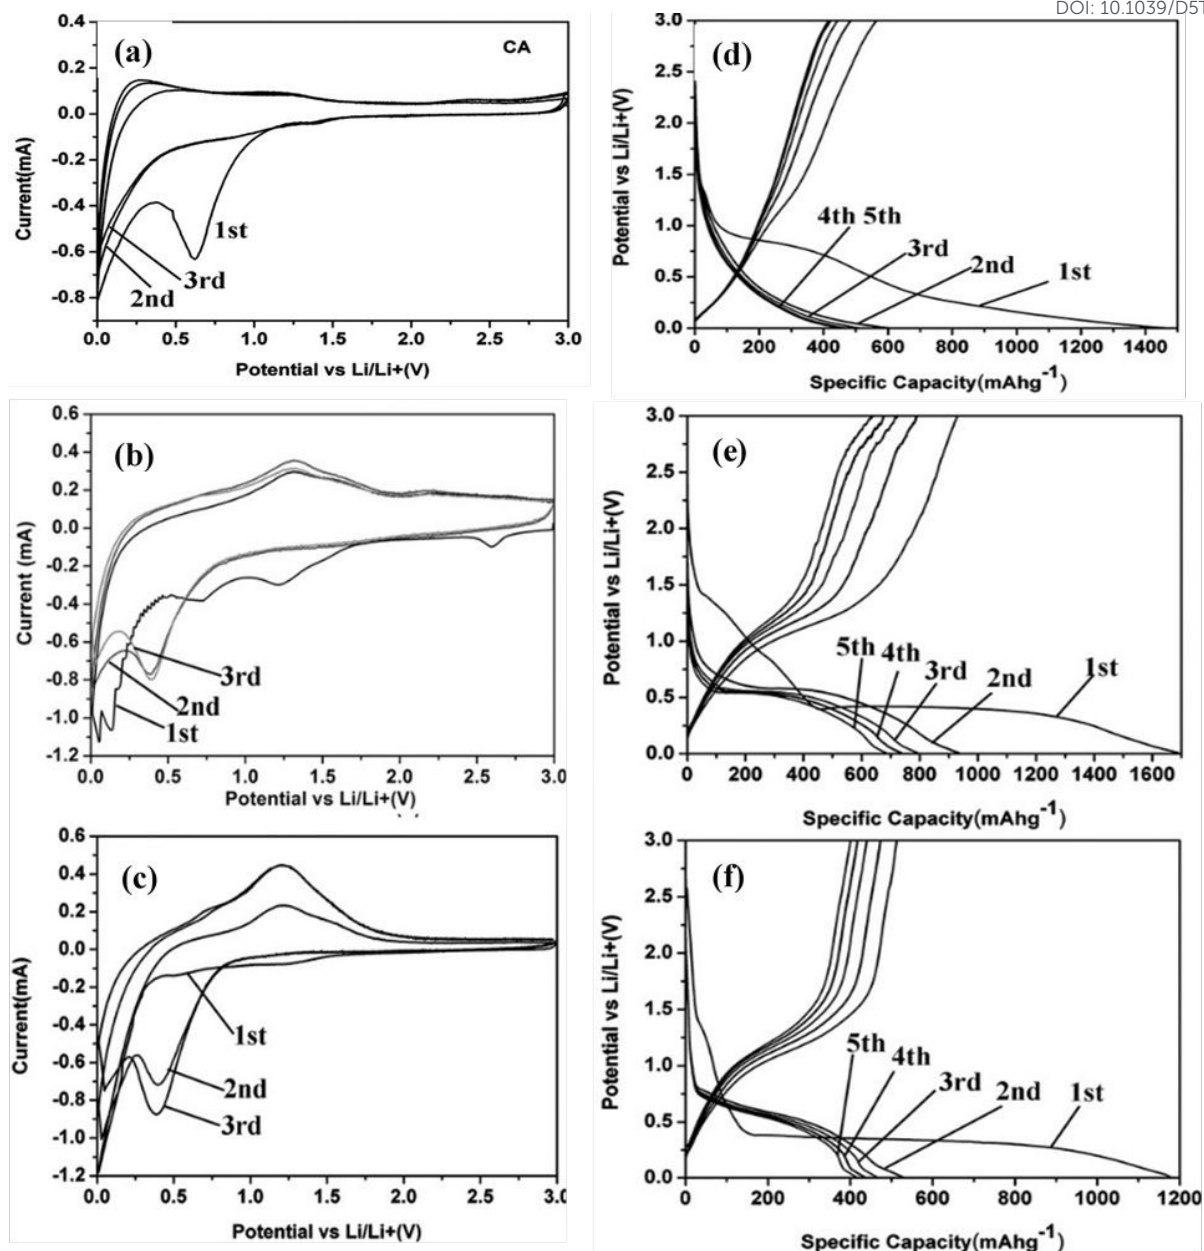 DOI: 10.1039/D5T
(a)
CA
0.4
0.2
0.0
-0.2
-0.4
-0.6
-0.8
Current(mA)
1st
3rd
2nd
0.0 0.5 1.0 1.5 2.0 2.5 3.0
Potential vs Li/Li+(V)
(d)
3.0
2.5
2.0
1.5
1.0
0.5
0.0
Potential vs Li/Li+(V)
4th 5th
3rd
2nd
1st
0 200 400 600 800 1000 1200 1400
Specific Capacity(mAhg-1)
(b)
0.6
0.4
0.2
0.0
-0.2
-0.4
-0.6
-0.8
-1.0
-1.2
Current (mA)
3rd
2nd
1st
0.0 0.5 1.0 1.5 2.0 2.5 3.0
Potential vs Li/Li+(V)
(e)
3.0
2.5
2.0
1.5
1.0
0.5
0.0
Potential vs Li/Li+(V)
5th 4th 3rd 2nd 1st
0 200 400 600 800 1000 1200 1400 1600
Specific Capacity(mAhg-1)
(c)
0.6
0.4
0.2
0.0
-0.2
-0.4
-0.6
-0.8
-1.0
-1.2
Current(mA)
1st
2nd
3rd
0.0 0.5 1.0 1.5 2.0 2.5 3.0
Potential vs Li/Li+(V)
(f)
3.0
2.5
2.0
1.5
1.0
0.5
0.0
Potential vs Li/Li+(V)
5th 4th 3rd 2nd 1st
0 200 400 600 800 1000 1200
Specific Capacity(mAhg-1)